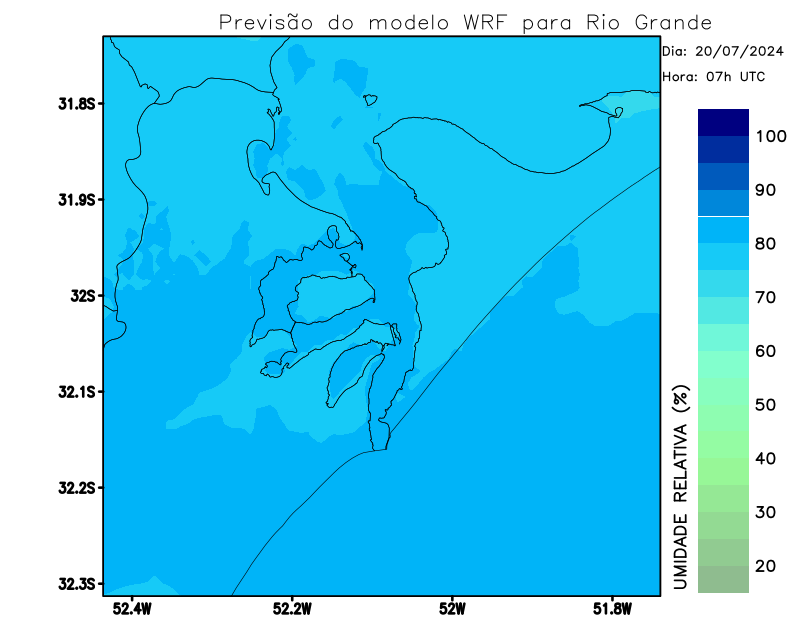 Previsão do modelo WRF para Rio Grande
Dia: 20/07/2024
Hora: 07h UTC
31.8S
31.9S
32S
32.1S
32.2S
32.3S
52.4W
52.2W
52W
51.8W
100
90
80
70
60
50
40
30
20
UMIDADE RELATIVA (%)